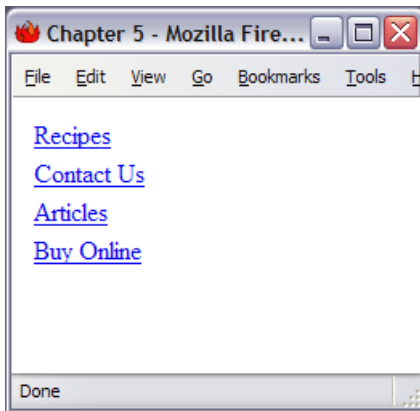 Chapter 5 - Mozilla Fire...
File Edit View Go Bookmarks Tools
Recipes
Contact Us
Articles
Buy Online
Done